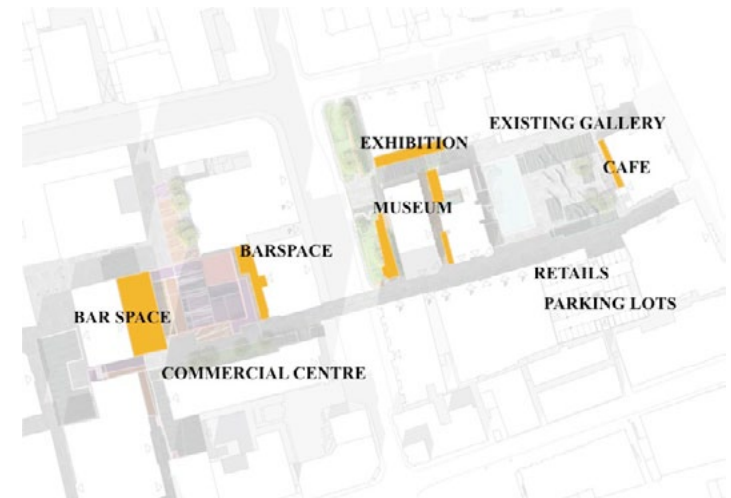 EXISTING GALLERY
EXHIBITION
CAFE
MUSEUM
BARSPACE
RETAILS
PARKING LOTS
BAR SPACE
COMMERCIAL CENTRE